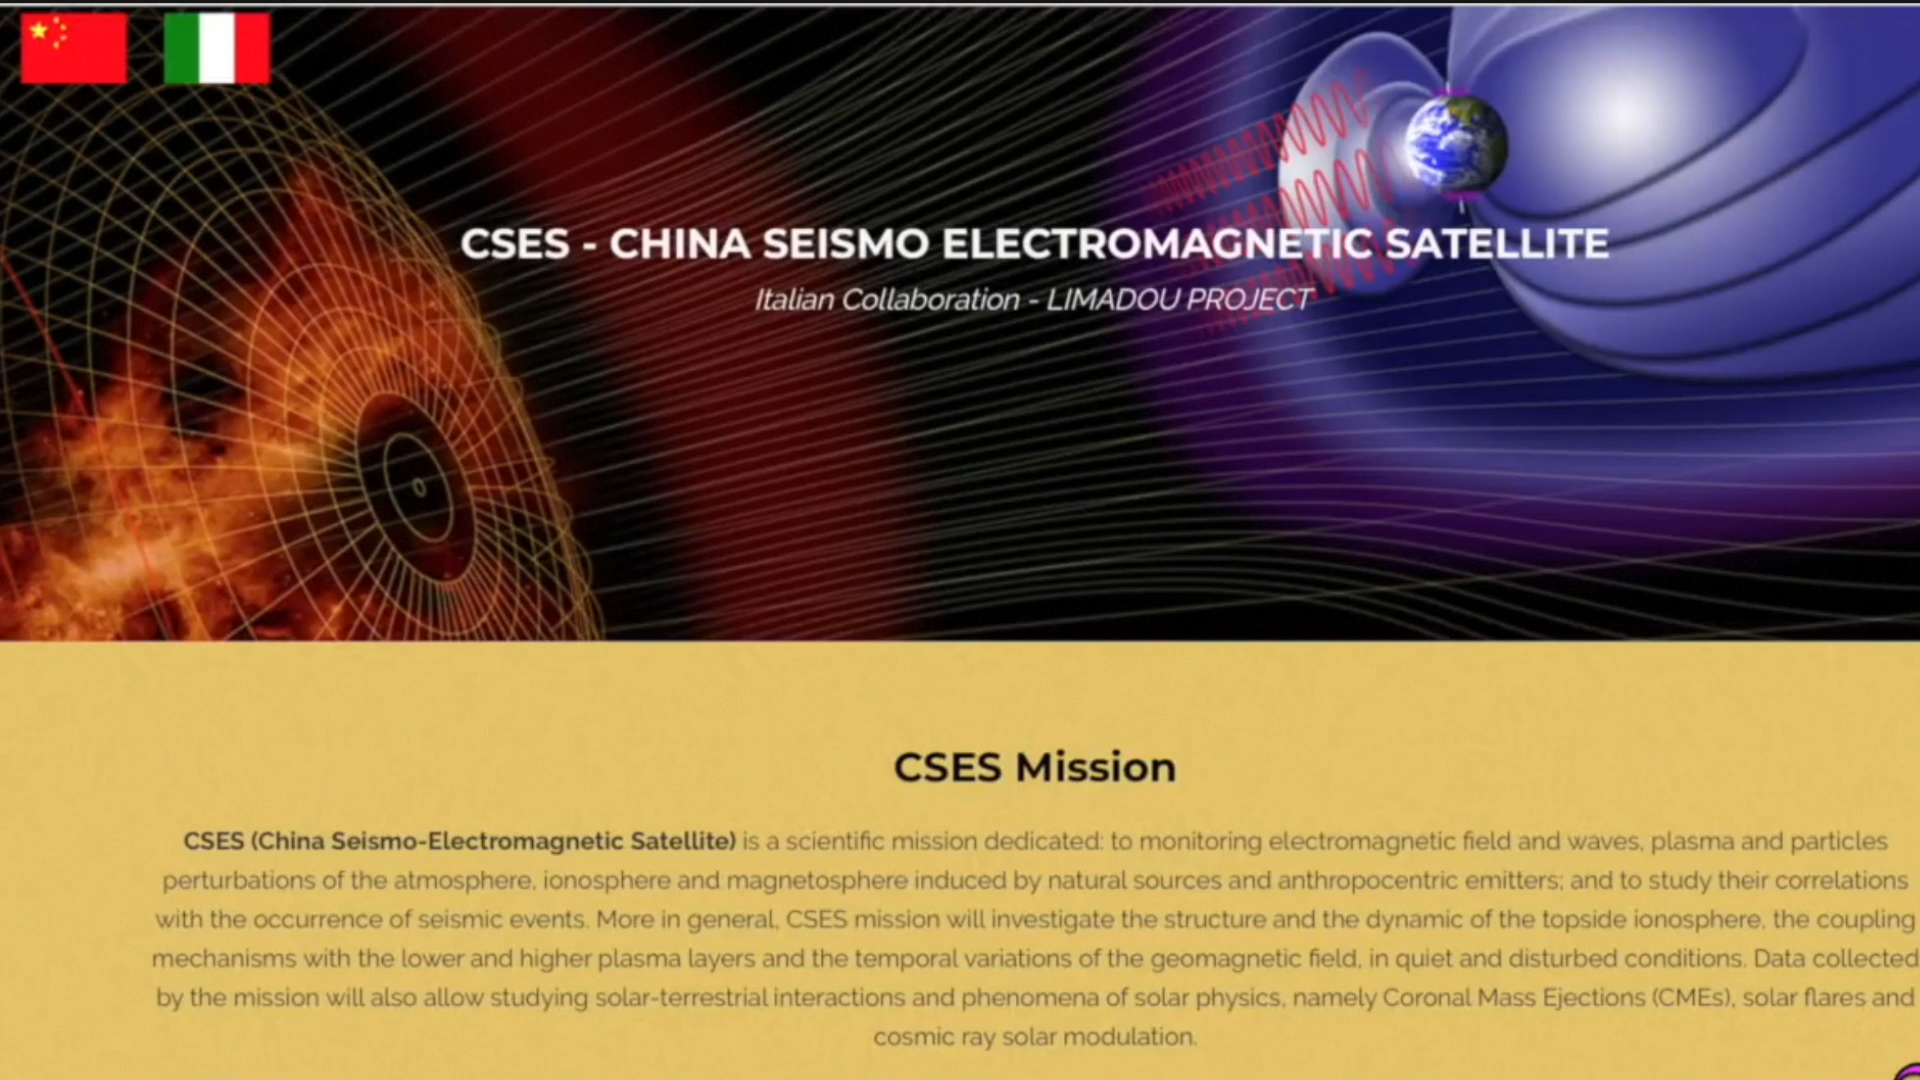 CSES - CHINA SEISMO ELECTROMAGNETIC SATELLITE
Italian Collaboration - LIMADOU PROJECT
CSES Mission
CSES (China Seismo-Electromagnetic Satellite) is a scientific mission dedicated: to monitoring electromagnetic field and waves, plasma and particles
perturbations of the atmosphere, ionosphere and magnetosphere induced by natural sources and anthropocentric emitters; and to study their correlations
with the occurrence of seismic events. More in general, CSES mission will investigate the structure and the dynamic of the topside ionosphere, the coupling
mechanisms with the lower and higher plasma layers and the temporal variations of the geomagnetic field, in quiet and disturbed conditions. Data collected
by the mission will also allow studying solar-terrestrial interactions and phenomena of solar physics, namely Coronal Mass Ejections (CMEs), solar flares and
cosmic ray solar modulation.